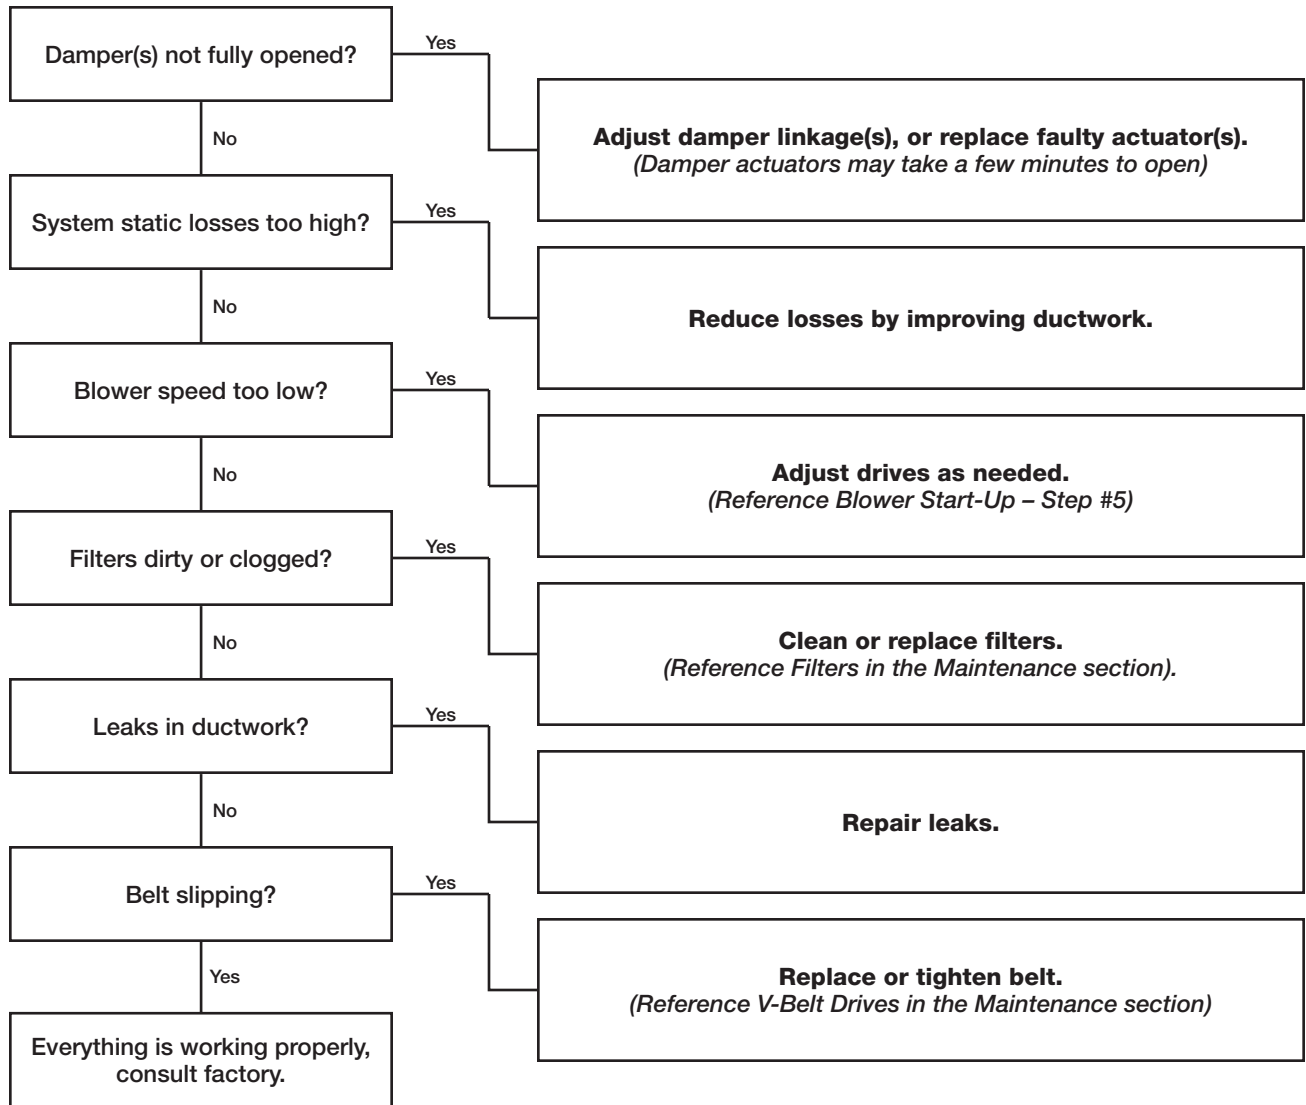 Damper(s) not fully opened?
Yes
Adjust damper linkage(s), or replace faulty actuator(s).
(Damper actuators may take a few minutes to open)
No
System static losses too high?
Yes
Reduce losses by improving ductwork.
No
Blower speed too low?
Yes
Adjust drives as needed.
(Reference Blower Start-Up – Step #5)
No
Filters dirty or clogged?
Yes
Clean or replace filters.
(Reference Filters in the Maintenance section).
No
Leaks in ductwork?
Yes
Repair leaks.
No
Belt slipping?
Yes
Replace or tighten belt.
(Reference V-Belt Drives in the Maintenance section)
Yes
Everything is working properly,
consult factory.